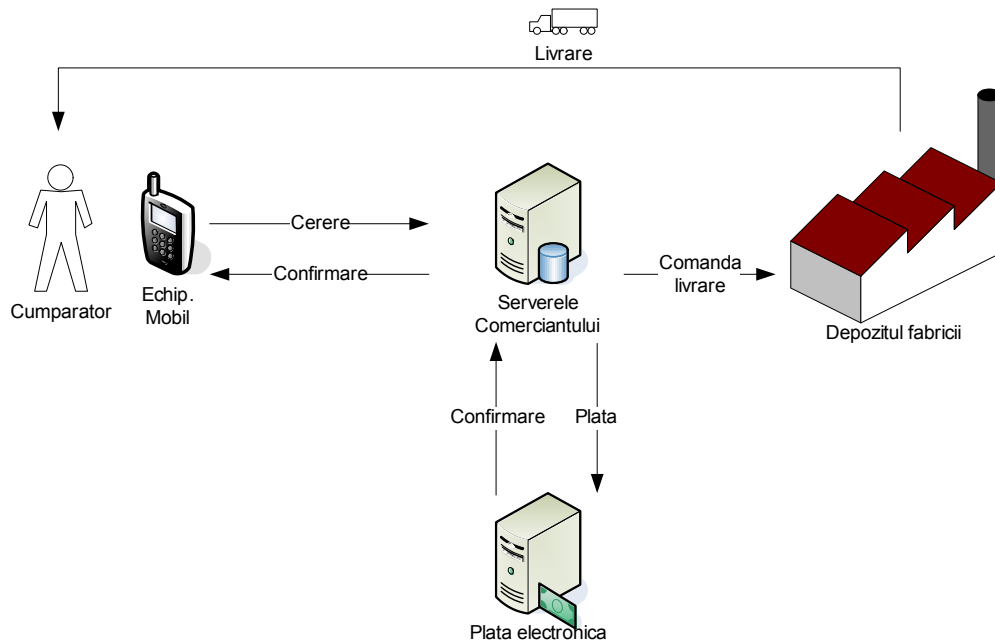 Livrare
Cerere
Confirmare
Cumparator
Echip.
Mobil
Serverele
Comerciantului
Comanda
livrare
Depozitul fabricii
Confirmare
Plata
Plata electronica